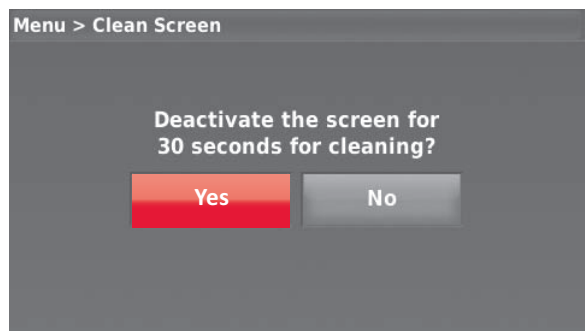 Menu > Clean Screen
Deactivate the screen for
30 seconds for cleaning?
Yes
No